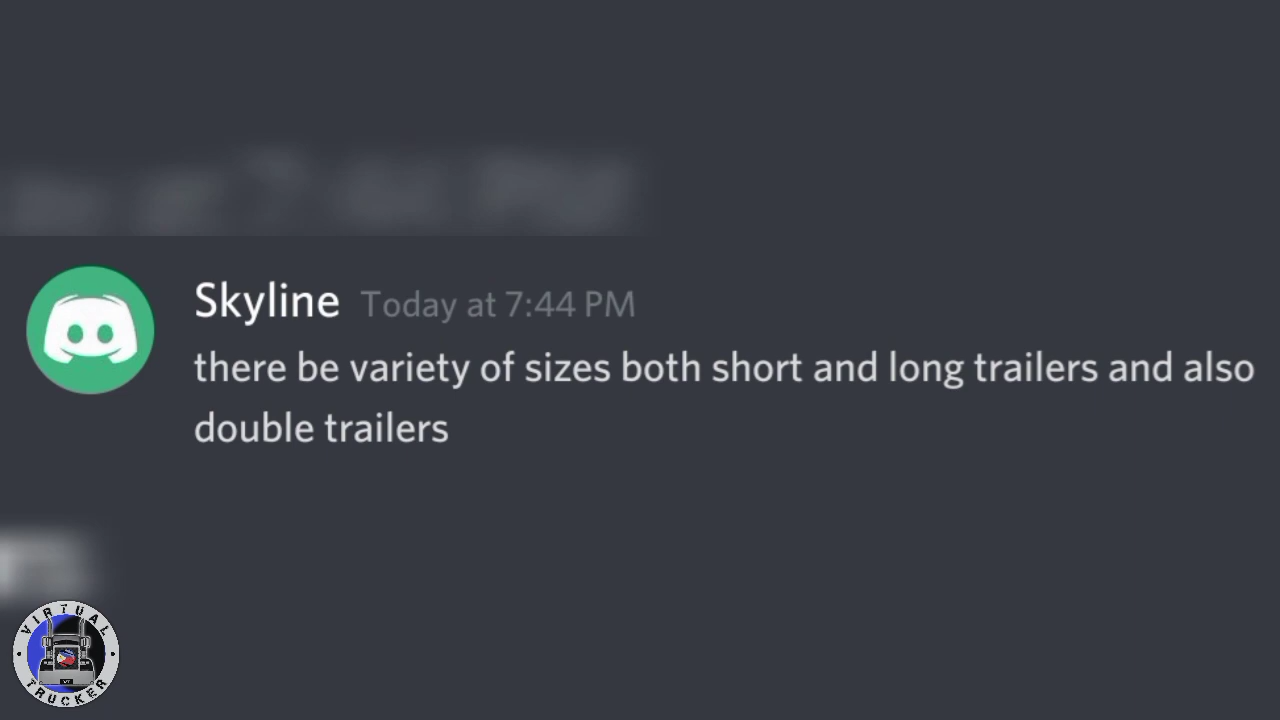 Skyline Today at 7:44 PM
there be variety of sizes both short and long trailers and also
double trailers
VIRTUAL
TRUCKER